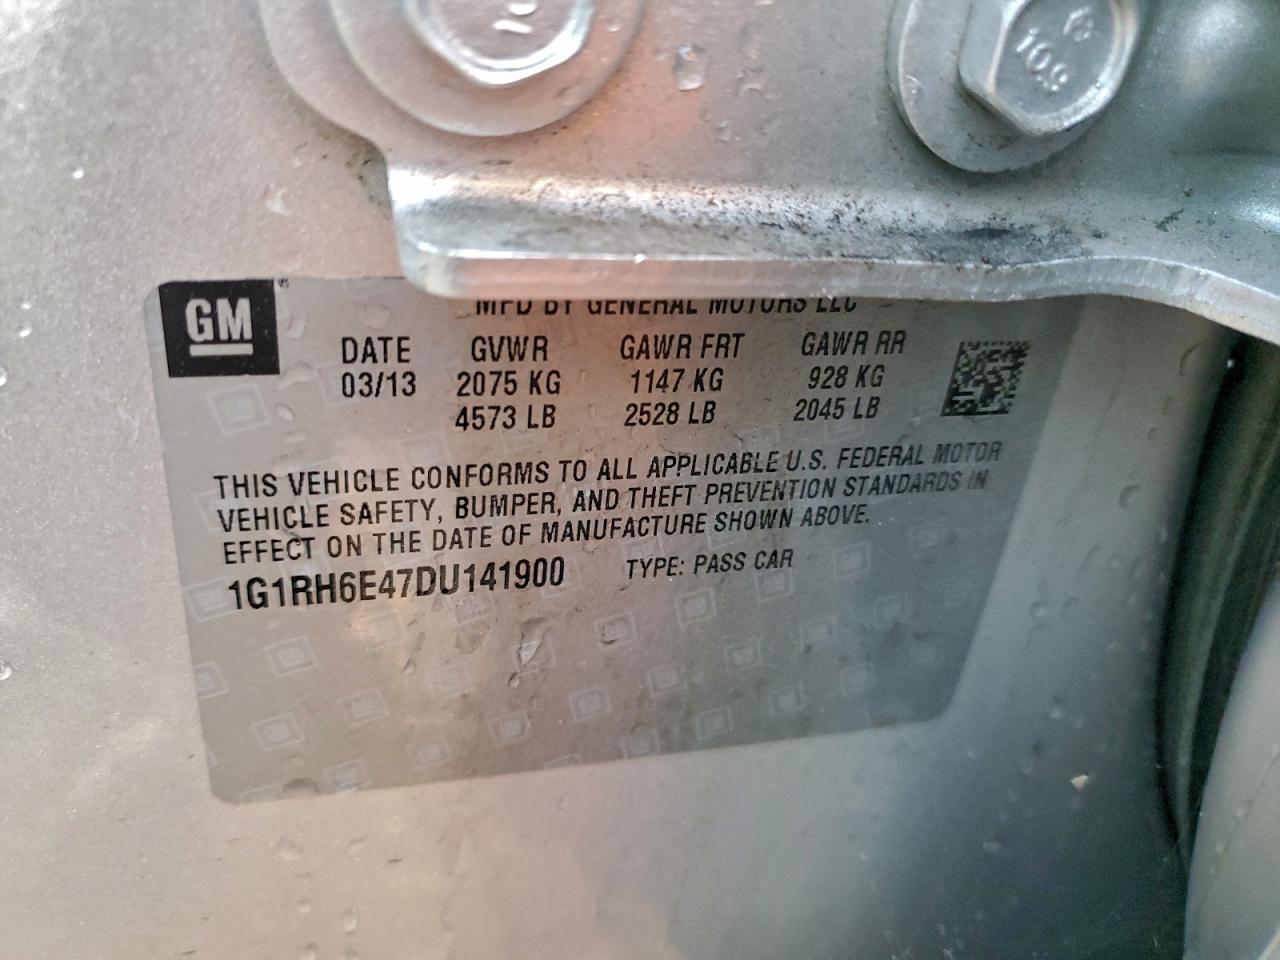 10.9
GM
MFD BY GENERAL MOTORS LLC
DATE GVWR GAWR FRT GAWR RR
03/13 2075 KG 1147 KG 928 KG
4573 LB 2528 LB 2045 LB
THIS VEHICLE CONFORMS TO ALL APPLICABLE U.S. FEDERAL MOTOR
VEHICLE SAFETY, BUMPER, AND THEFT PREVENTION STANDARDS IN
EFFECT ON THE DATE OF MANUFACTURE SHOWN ABOVE.
1G1RH6E47DU141900 TYPE: PASS CAR